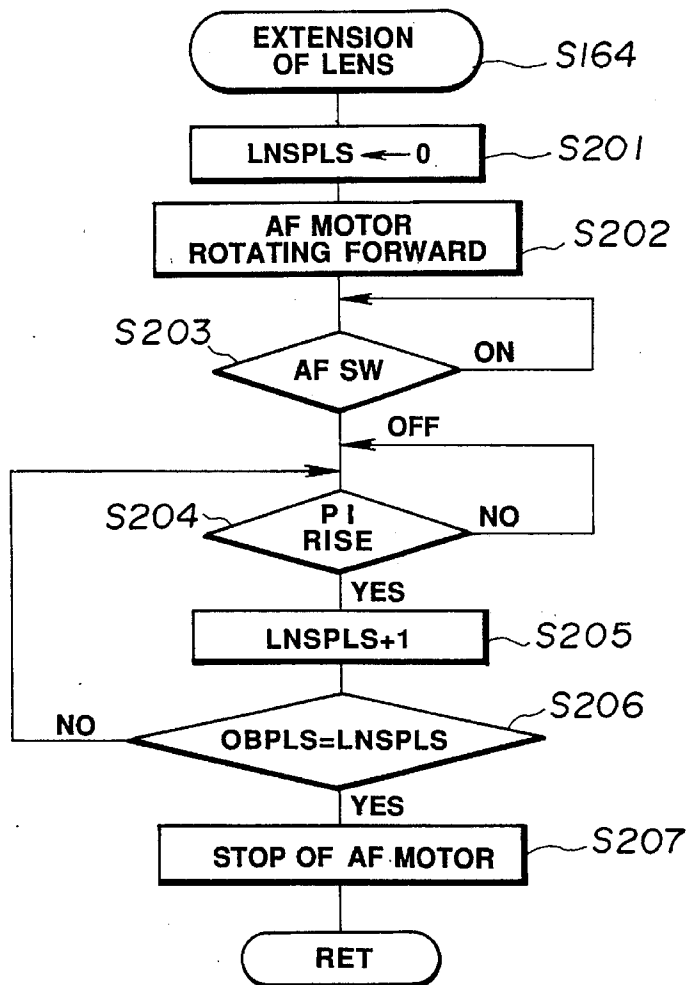 EXTENSION
OF LENS
S164
LNSPLS ← 0
S201
AF MOTOR
ROTATING FORWARD
S202
S203
AF SW
ON
OFF
S204
PI
RISE
NO
YES
LNSPLS+1
S205
S206
NO
OBPLS=LNSPLS
YES
STOP OF AF MOTOR
S207
RET